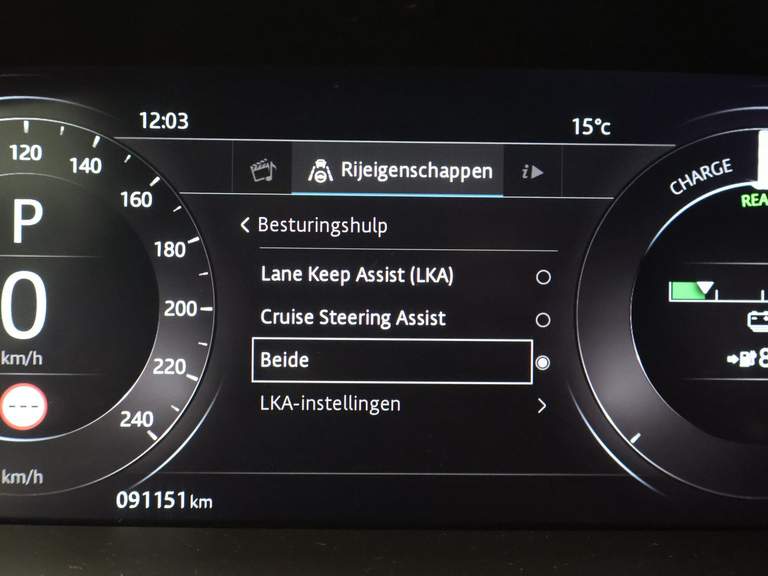 12:03
15°c
Rijeigenschappen
i
Besturingshulp
Lane Keep Assist (LKA)
Cruise Steering Assist
Beide
LKA-instellingen
091151 km
120
140
160
180
200
220
240
P
0
km/h
---
km/h
CHARGE
8